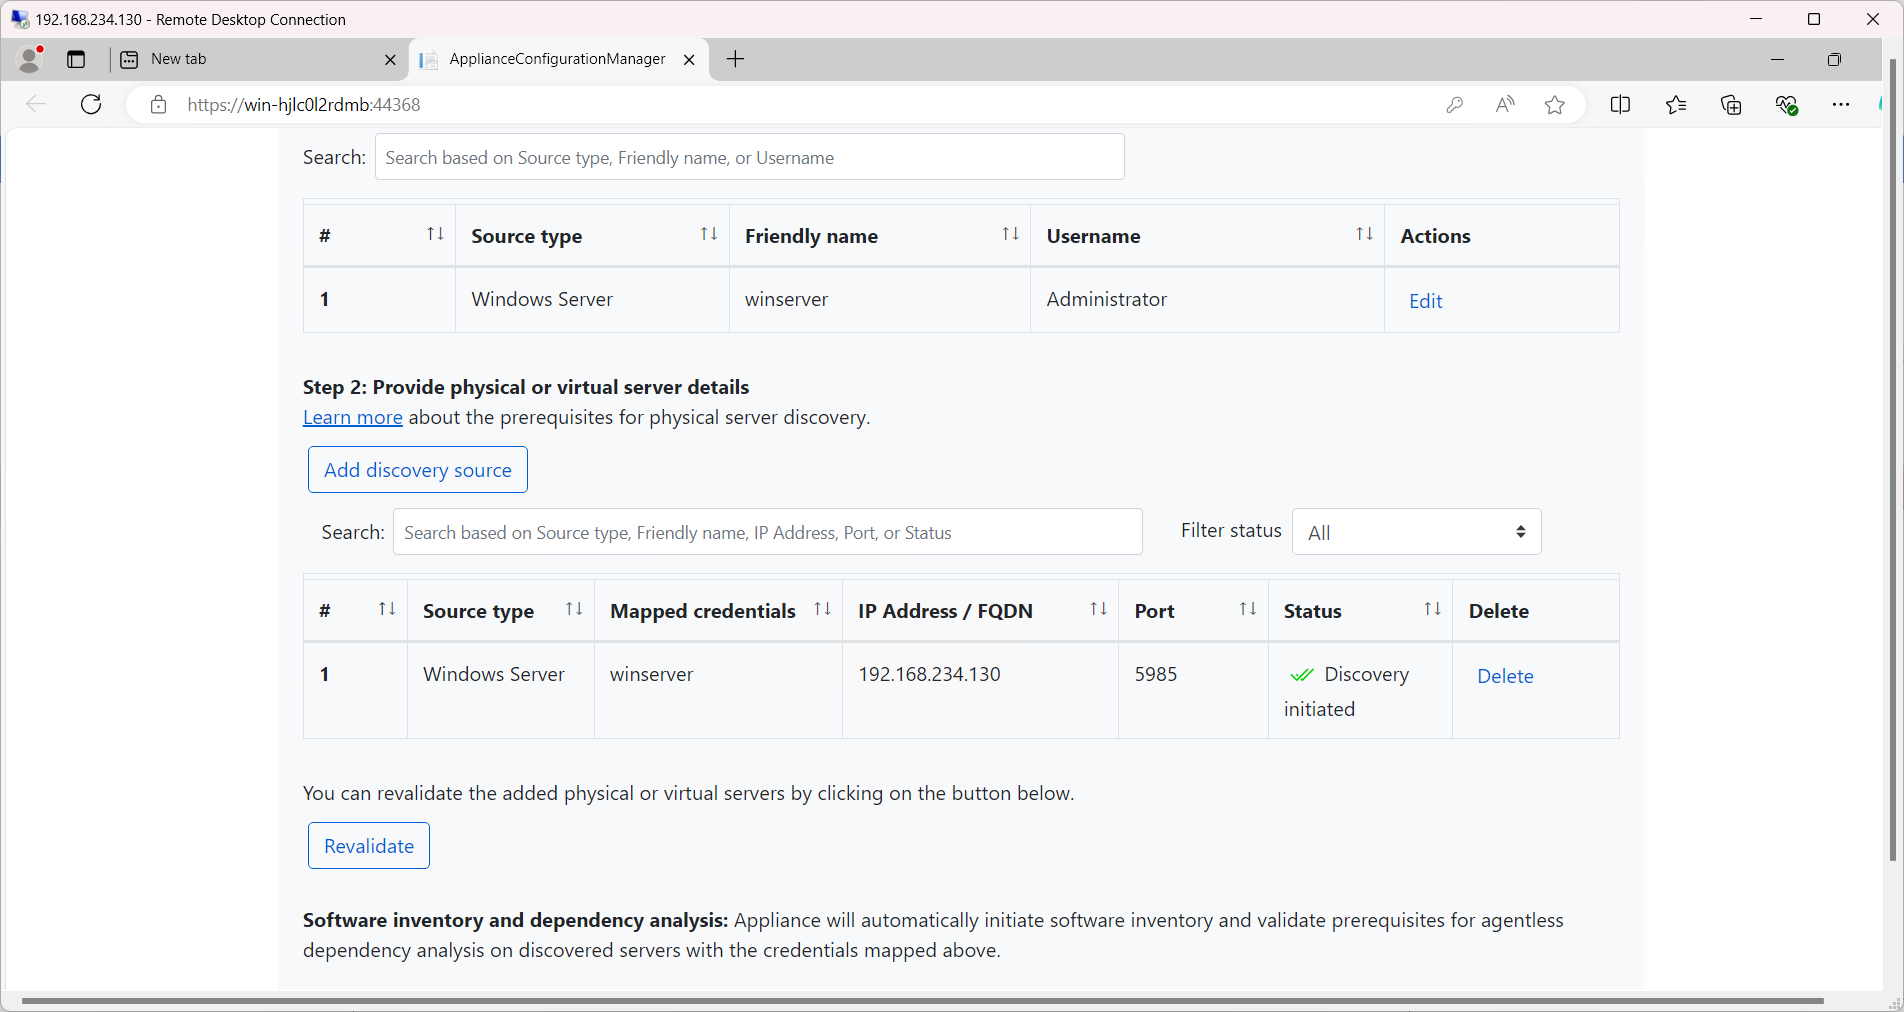 192.168.234.130 - Remote Desktop Connection
New tab
ApplianceConfigurationManager
https://win-hjlc0l2rdmb:44368
Search: Search based on Source type, Friendly name, or Username
# ↑↓ Source type ↑↓ Friendly name ↑↓ Username ↑↓ Actions
1 Windows Server winserver Administrator Edit
Step 2: Provide physical or virtual server details
Learn more about the prerequisites for physical server discovery.
Add discovery source
Search: Search based on Source type, Friendly name, IP Address, Port, or Status Filter status All
# ↑↓ Source type ↑↓ Mapped credentials ↑↓ IP Address / FQDN ↑↓ Port ↑↓ Status ↑↓ Delete
1 Windows Server winserver 192.168.234.130 5985 Discovery initiated Delete
You can revalidate the added physical or virtual servers by clicking on the button below.
Revalidate
Software inventory and dependency analysis: Appliance will automatically initiate software inventory and validate prerequisites for agentless
dependency analysis on discovered servers with the credentials mapped above.